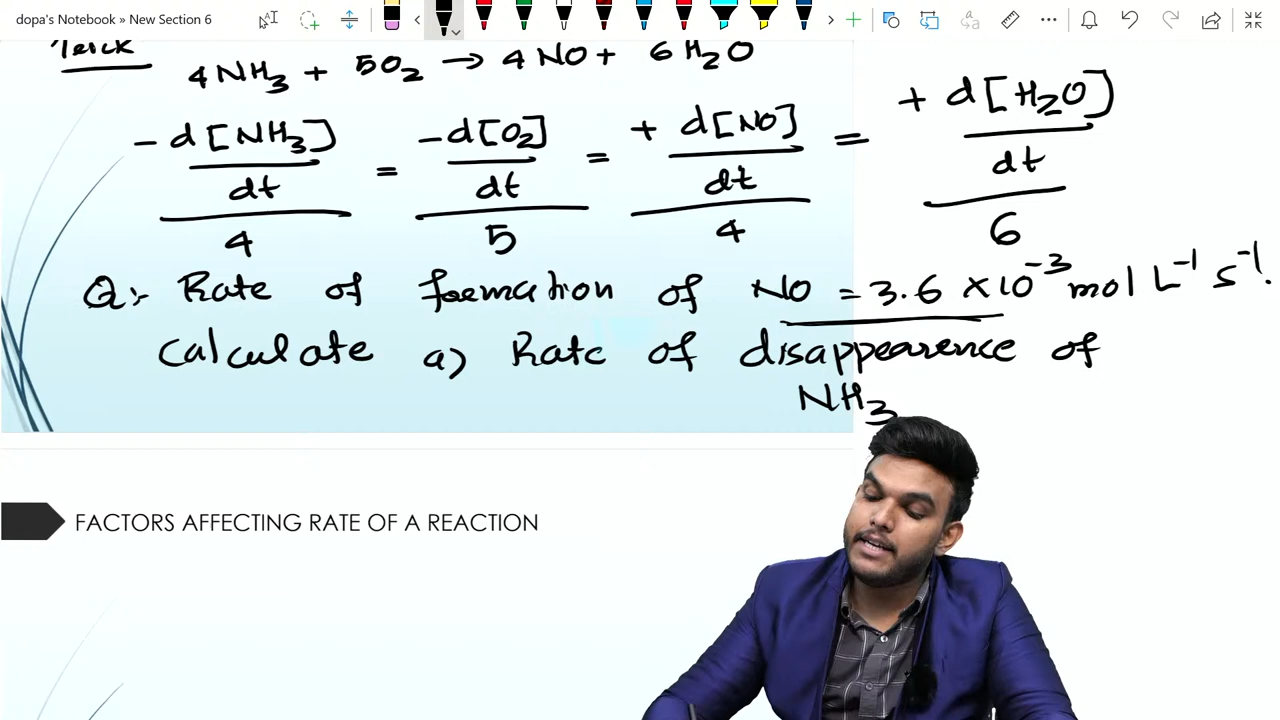 dopa's Notebook » New Section 6
Trick
4NH₃ + 5O₂ → 4NO + 6H₂O
- d[NH₃] / dt / 4 = - d[O₂] / dt / 5 = + d[NO] / dt / 4 = + d[H₂O] / dt / 6
Q:- Rate of formation of NO = 3.6 × 10⁻³ mol L⁻¹ s⁻¹.
Calculate a) Rate of disappearence of
NH₃
FACTORS AFFECTING RATE OF A REACTION